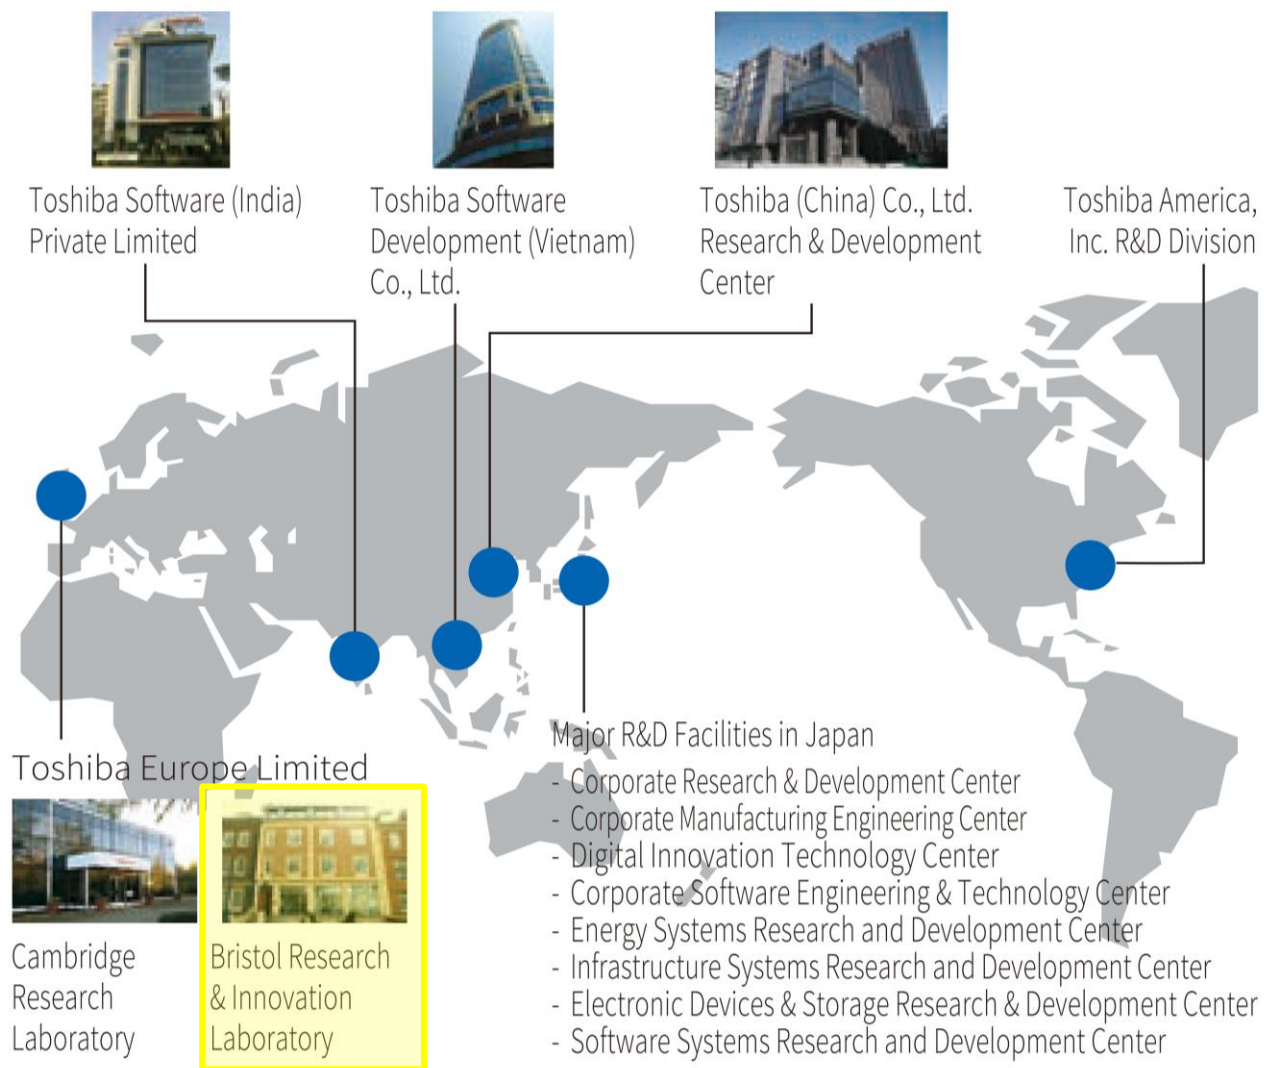 Toshiba Software (India)
Private Limited
Toshiba Software
Development (Vietnam)
Co., Ltd.
Toshiba (China) Co., Ltd.
Research & Development
Center
Toshiba America,
Inc. R&D Division
Toshiba Europe Limited
Cambridge
Research
Laboratory
Bristol Research
& Innovation
Laboratory
Major R&D Facilities in Japan
- Corporate Research & Development Center
- Corporate Manufacturing Engineering Center
- Digital Innovation Technology Center
- Corporate Software Engineering & Technology Center
- Energy Systems Research and Development Center
- Infrastructure Systems Research and Development Center
- Electronic Devices & Storage Research & Development Center
- Software Systems Research and Development Center